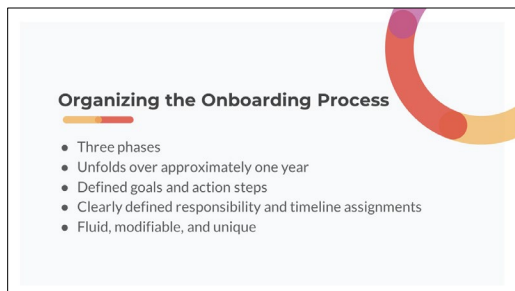 Organizing the Onboarding Process
● Three phases
● Unfolds over approximately one year
● Defined goals and action steps
● Clearly defined responsibility and timeline assignments
● Fluid, modifiable, and unique